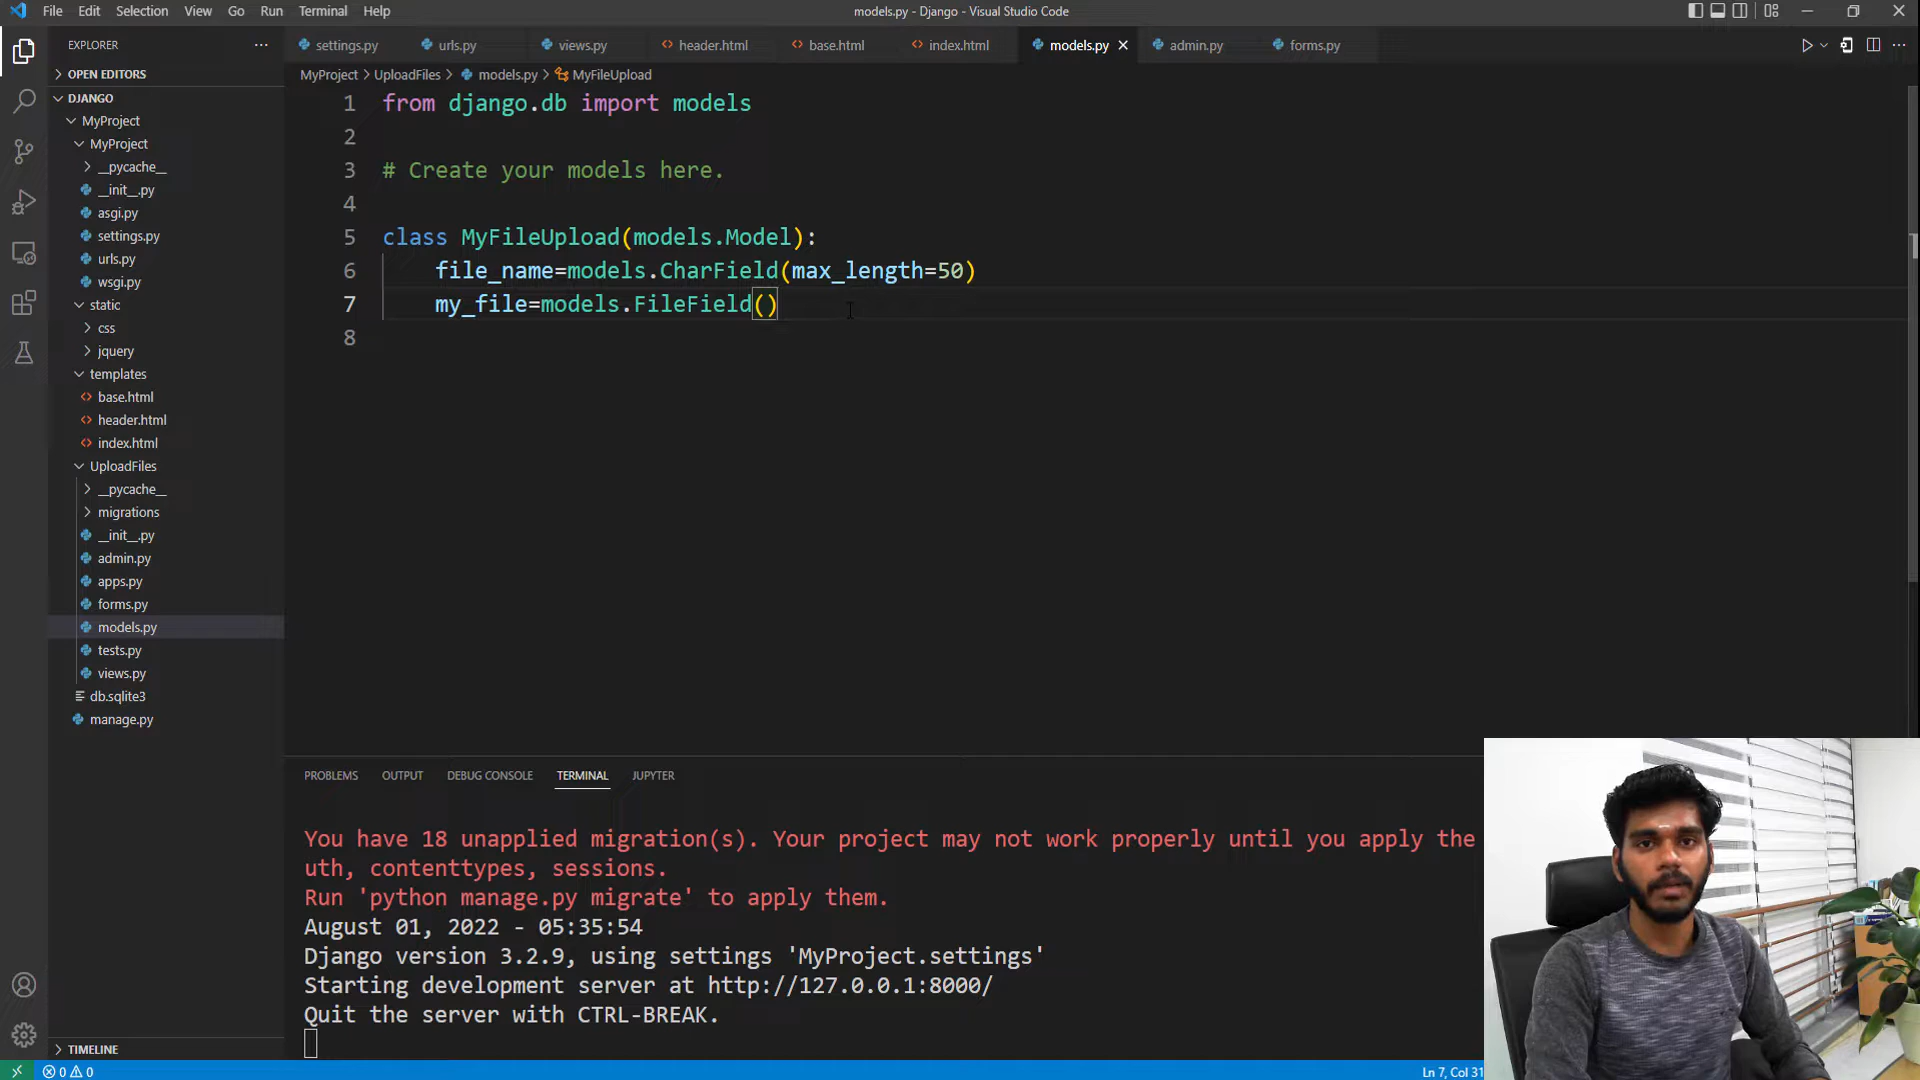 File Edit Selection View Go Run Terminal Help
models.py - Django - Visual Studio Code
EXPLORER
settings.py urls.py views.py header.html base.html index.html models.py admin.py forms.py
OPEN EDITORS
MyProject > UploadFiles > models.py > MyFileUpload
DJANGO
MyProject
MyProject
__pycache__
__init__.py
asgi.py
settings.py
urls.py
wsgi.py
static
css
jquery
templates
base.html
header.html
index.html
UploadFiles
__pycache__
migrations
__init__.py
admin.py
apps.py
forms.py
models.py
tests.py
views.py
db.sqlite3
manage.py
TIMELINE
1 from django.db import models
2
3 # Create your models here.
4
5 class MyFileUpload(models.Model):
6 file_name=models.CharField(max_length=50)
7 my_file=models.FileField()
8
PROBLEMS OUTPUT DEBUG CONSOLE TERMINAL JUPYTER
You have 18 unapplied migration(s). Your project may not work properly until you apply the
uth, contenttypes, sessions.
Run 'python manage.py migrate' to apply them.
August 01, 2022 - 05:35:54
Django version 3.2.9, using settings 'MyProject.settings'
Starting development server at http://127.0.0.1:8000/
Quit the server with CTRL-BREAK.
0 0
Ln 7, Col 31